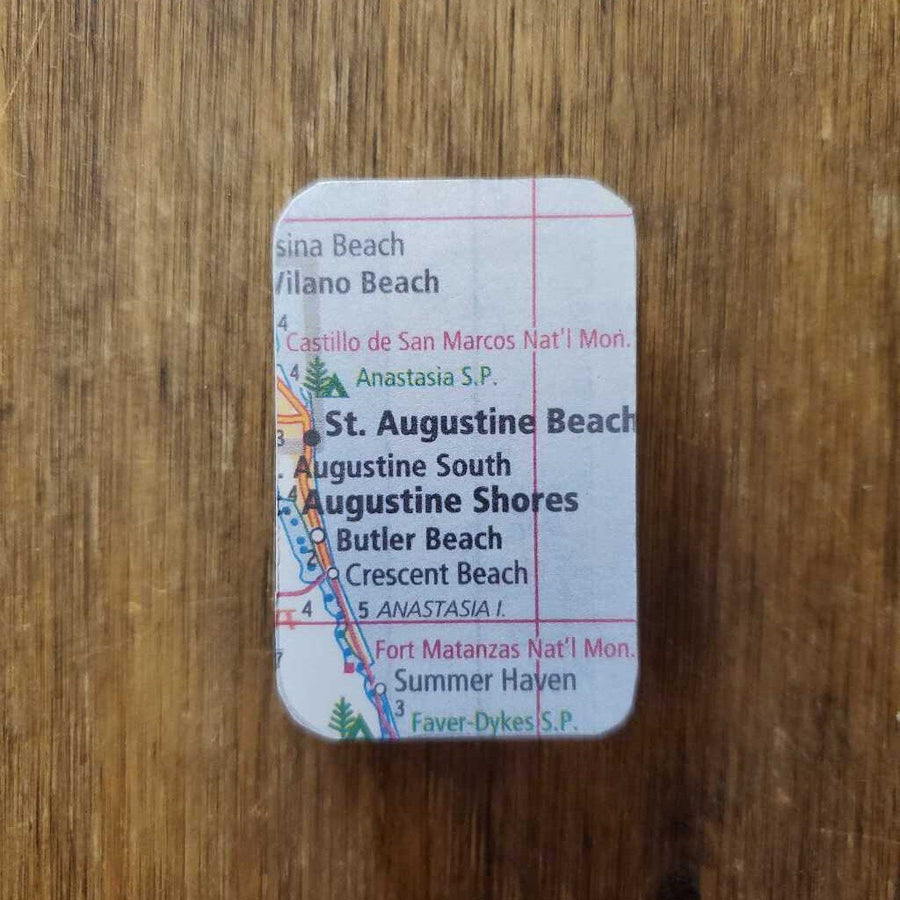 sina Beach
Vilano Beach
4
Castillo de San Marcos Nat'l Mon.
4
Anastasia S.P.
St. Augustine Beach
3
. Augustine South
4
Augustine Shores
Butler Beach
2
Crescent Beach
4
5 ANASTASIA I.
Fort Matanzas Nat'l Mon.
7
Summer Haven
3
Faver-Dykes S.P.